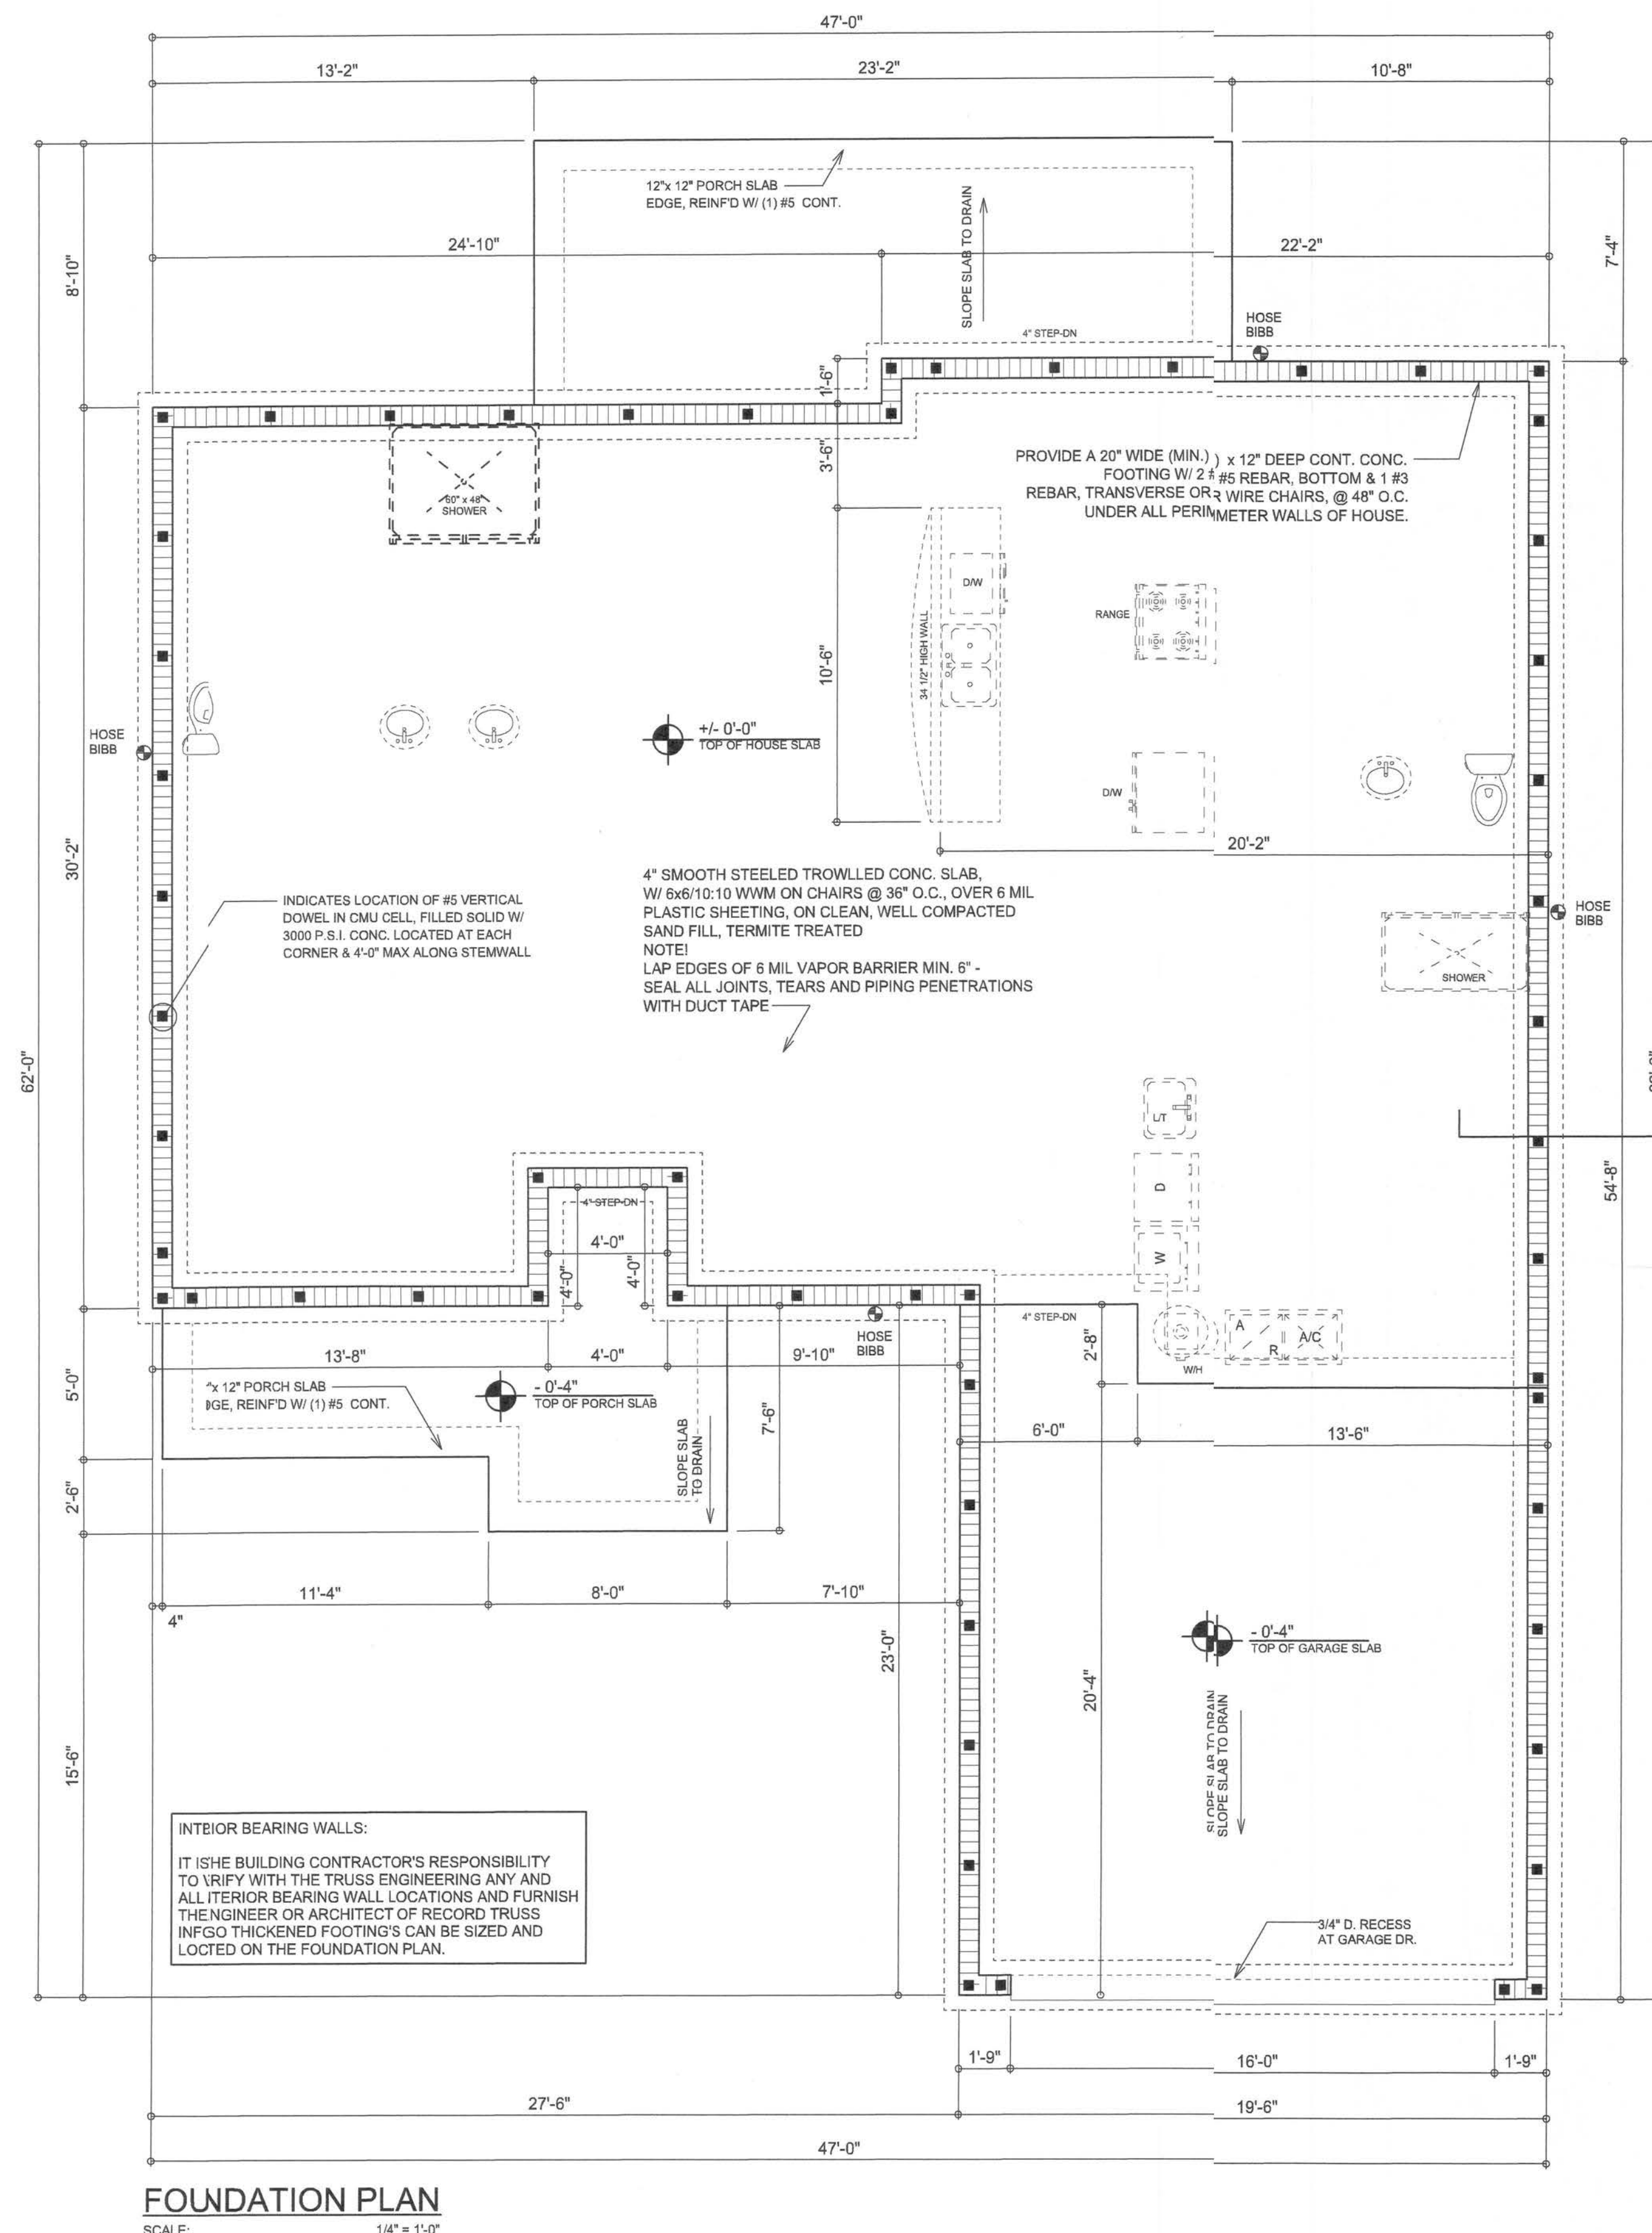 47'-0"
13'-2"
23'-2"
10'-8"
12"x 12" PORCH SLAB
EDGE, REINF'D W/ (1) #5 CONT.
SLOPE SLAB TO DRAIN
24'-10"
22'-2"
8'-10"
7'-4"
4" STEP-DN
HOSE
BIBB
1'-6"
3'-6"
60" x 48"
SHOWER
PROVIDE A 20" WIDE (MIN.) ) x 12" DEEP CONT. CONC.
FOOTING W/ 2 # #5 REBAR, BOTTOM & 1 #3
REBAR, TRANSVERSE OR R WIRE CHAIRS, @ 48" O.C.
UNDER ALL PERIM METER WALLS OF HOUSE.
D/W
RANGE
34 1/2" HIGH WALL
10'-6"
HOSE
BIBB
+/- 0'-0"
TOP OF HOUSE SLAB
D/W
20'-2"
30'-2"
4" SMOOTH STEELED TROWLLED CONC. SLAB,
W/ 6x6/10:10 WWM ON CHAIRS @ 36" O.C., OVER 6 MIL
PLASTIC SHEETING, ON CLEAN, WELL COMPACTED
SAND FILL, TERMITE TREATED
NOTE!
LAP EDGES OF 6 MIL VAPOR BARRIER MIN. 6" -
SEAL ALL JOINTS, TEARS AND PIPING PENETRATIONS
WITH DUCT TAPE
INDICATES LOCATION OF #5 VERTICAL
DOWEL IN CMU CELL, FILLED SOLID W/
3000 P.S.I. CONC. LOCATED AT EACH
CORNER & 4'-0" MAX ALONG STEMWALL
HOSE
BIBB
SHOWER
62'-0"
L/T
54'-8"
D
W
4" STEP-DN
4'-0"
4'-0"
4'-0"
4" STEP-DN
A
R
A/C
W/H
2'-8"
HOSE
BIBB
13'-8"
4'-0"
9'-10"
5'-0"
"x 12" PORCH SLAB
DGE, REINF'D W/ (1) #5 CONT.
- 0'-4"
TOP OF PORCH SLAB
SLOPE SLAB
TO DRAIN
7'-6"
6'-0"
13'-6"
2'-6"
11'-4"
8'-0"
7'-10"
4"
23'-0"
- 0'-4"
TOP OF GARAGE SLAB
20'-4"
SLOPE SLAB TO DRAIN
SLOPE SLAB TO DRAIN
15'-6"
INTEIOR BEARING WALLS:
IT ISHE BUILDING CONTRACTOR'S RESPONSIBILITY
TO VRIFY WITH THE TRUSS ENGINEERING ANY AND
ALL ITERIOR BEARING WALL LOCATIONS AND FURNISH
THENGINEER OR ARCHITECT OF RECORD TRUSS
INFGO THICKENED FOOTING'S CAN BE SIZED AND
LOCTED ON THE FOUNDATION PLAN.
3/4" D. RECESS
AT GARAGE DR.
1'-9"
16'-0"
1'-9"
27'-6"
19'-6"
47'-0"
FOUNDATION PLAN
SCALE: 1/4" = 1'-0"